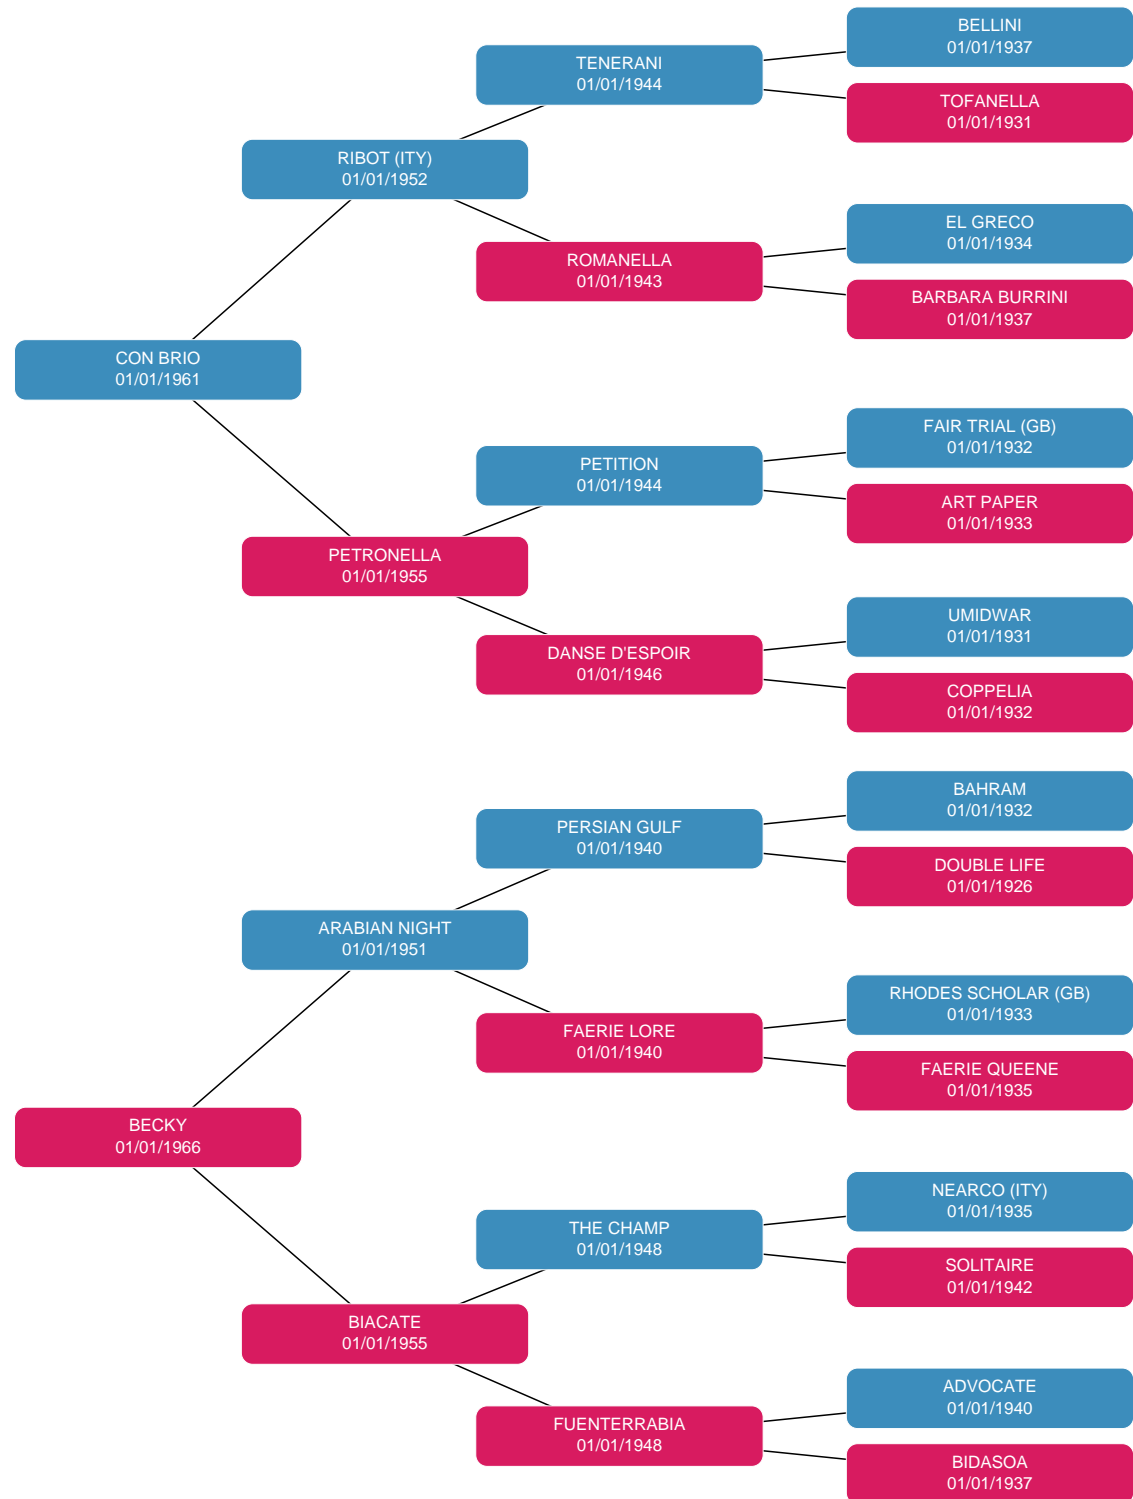 BELLINI
01/01/1937
TENERANI
01/01/1944
TOFANELLA
01/01/1931
RIBOT (ITY)
01/01/1952
EL GRECO
01/01/1934
ROMANELLA
01/01/1943
BARBARA BURRINI
01/01/1937
CON BRIO
01/01/1961
FAIR TRIAL (GB)
01/01/1932
PETITION
01/01/1944
ART PAPER
01/01/1933
PETRONELLA
01/01/1955
UMIDWAR
01/01/1931
DANSE D'ESPOIR
01/01/1946
COPPELIA
01/01/1932
BAHRAM
01/01/1932
PERSIAN GULF
01/01/1940
DOUBLE LIFE
01/01/1926
ARABIAN NIGHT
01/01/1951
RHODES SCHOLAR (GB)
01/01/1933
FAERIE LORE
01/01/1940
FAERIE QUEENE
01/01/1935
BECKY
01/01/1966
NEARCO (ITY)
01/01/1935
THE CHAMP
01/01/1948
SOLITAIRE
01/01/1942
BIACATE
01/01/1955
ADVOCATE
01/01/1940
FUENTERRABIA
01/01/1948
BIDASOA
01/01/1937